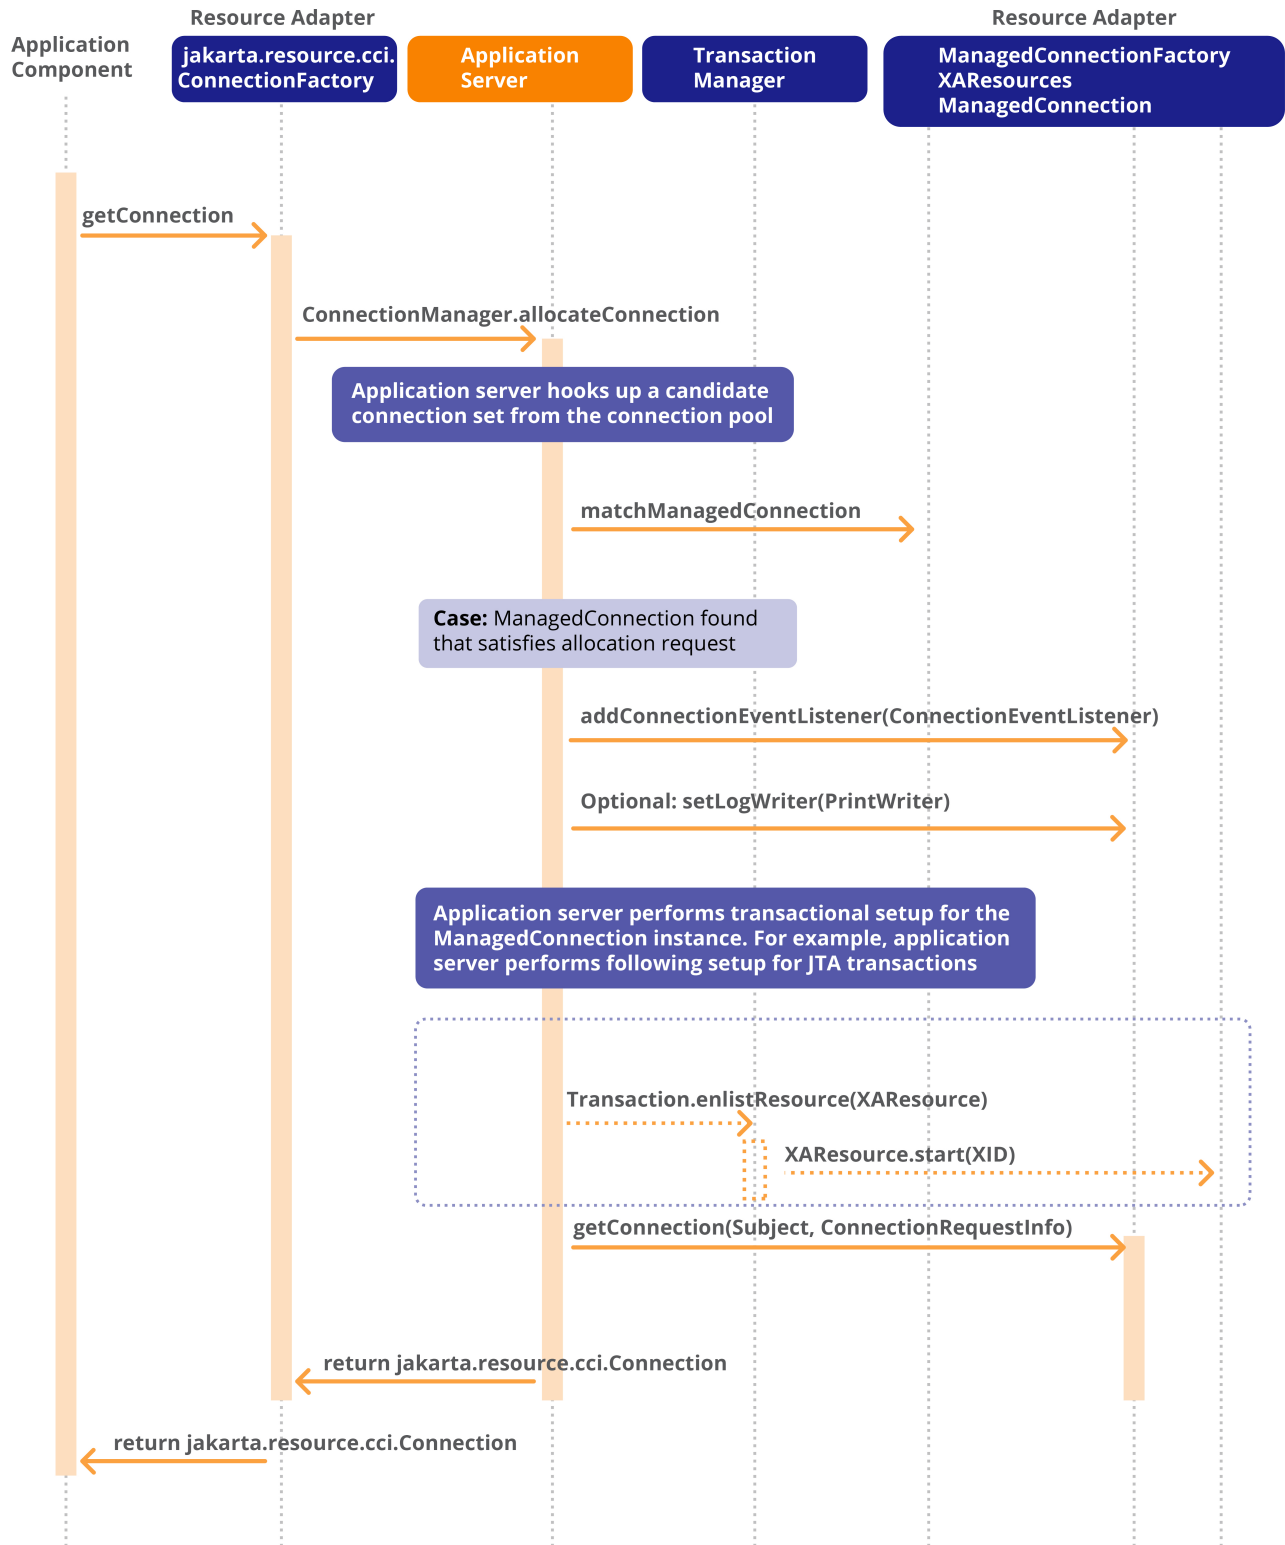 Resource Adapter
Resource Adapter
Application
Component
jakarta.resource.cci.
ConnectionFactory
Application
Server
Transaction
Manager
ManagedConnectionFactory
XAResources
ManagedConnection
getConnection
ConnectionManager.allocateConnection
Application server hooks up a candidate
connection set from the connection pool
matchManagedConnection
Case: ManagedConnection found
that satisfies allocation request
addConnectionEventListener(ConnectionEventListener)
Optional: setLogWriter(PrintWriter)
Application server performs transactional setup for the
ManagedConnection instance. For example, application
server performs following setup for JTA transactions
Transaction.enlistResource(XAResource)
XAResource.start(XID)
getConnection(Subject, ConnectionRequestInfo)
return jakarta.resource.cci.Connection
return jakarta.resource.cci.Connection